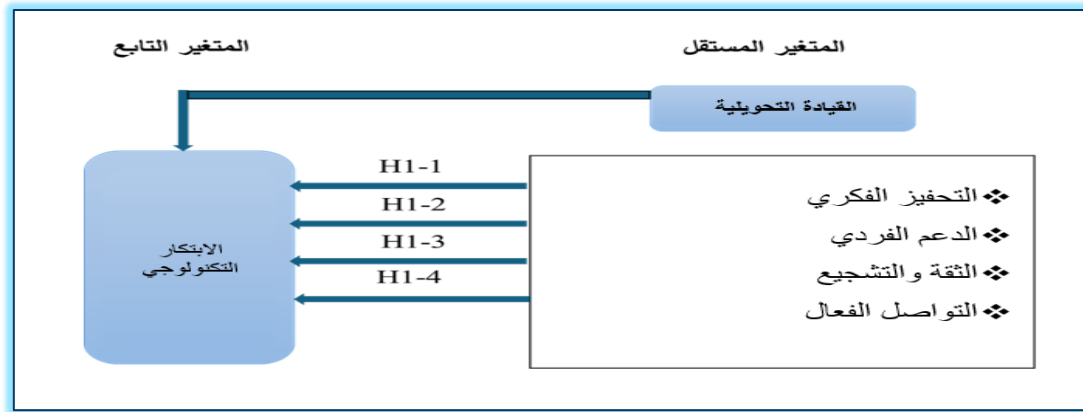 المتغير المستقل
المتغير التابع
القيادة التحويلية
H1-1
H1-2
H1-3
H1-4
❖ التحفيز الفكري
❖ الدعم الفردي
❖ الثقة والتشجيع
❖ التواصل الفعال
الابتكار
التكنولوجي